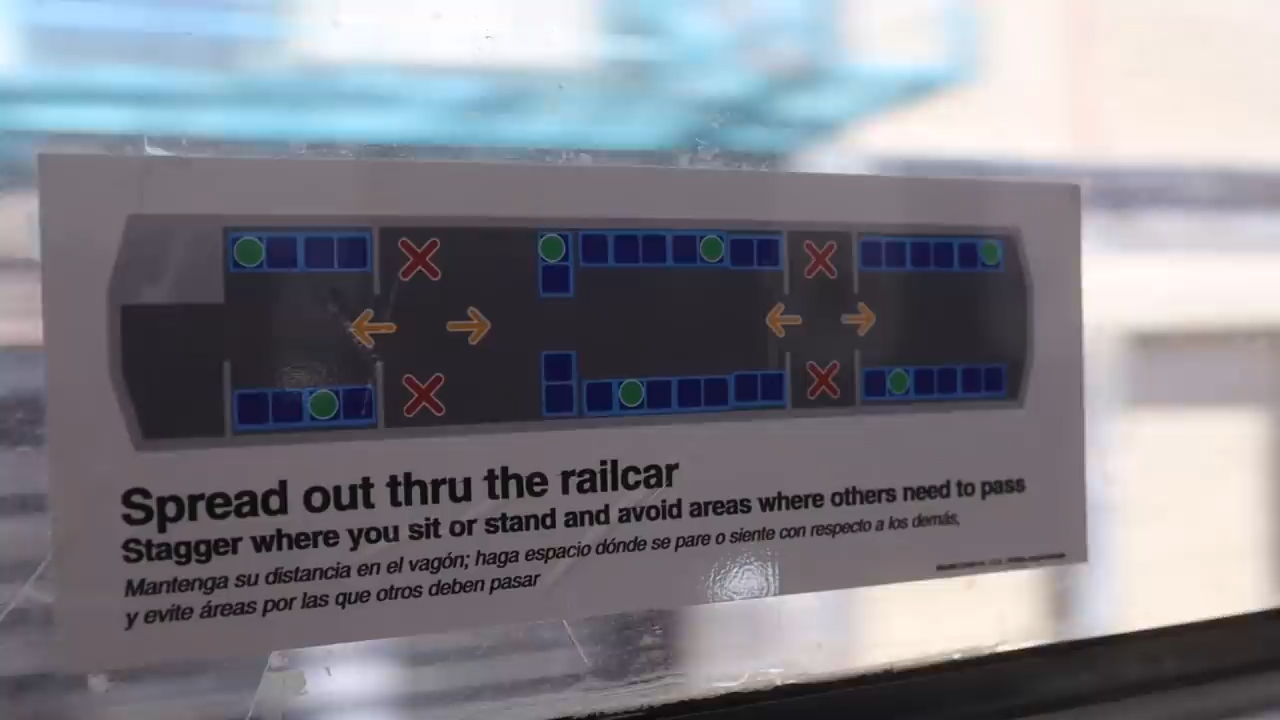 Spread out thru the railcar
Stagger where you sit or stand and avoid areas where others need to pass
Mantenga su distancia en el vagón; haga espacio dónde se pare o siente con respecto a los demás,
y evite áreas por las que otros deben pasar